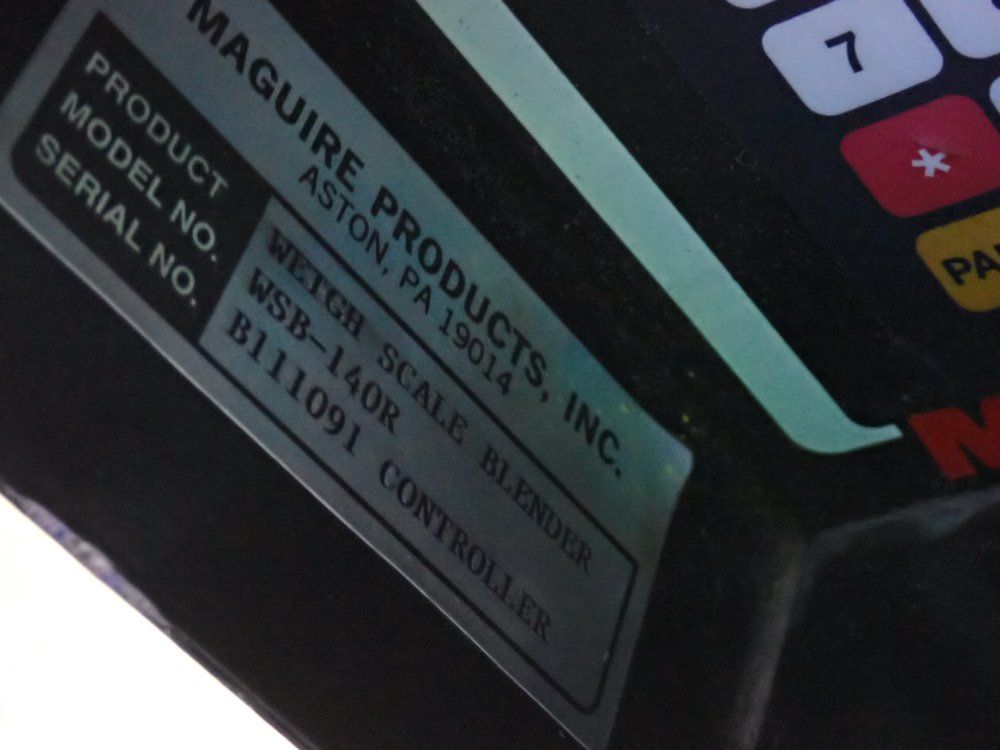 MAGUIRE PRODUCTS, INC.
ASTON, PA 19014
PRODUCT WEIGH SCALE BLENDER
MODEL NO. WSB-140R
SERIAL NO. B111091 CONTROLLER
7
*